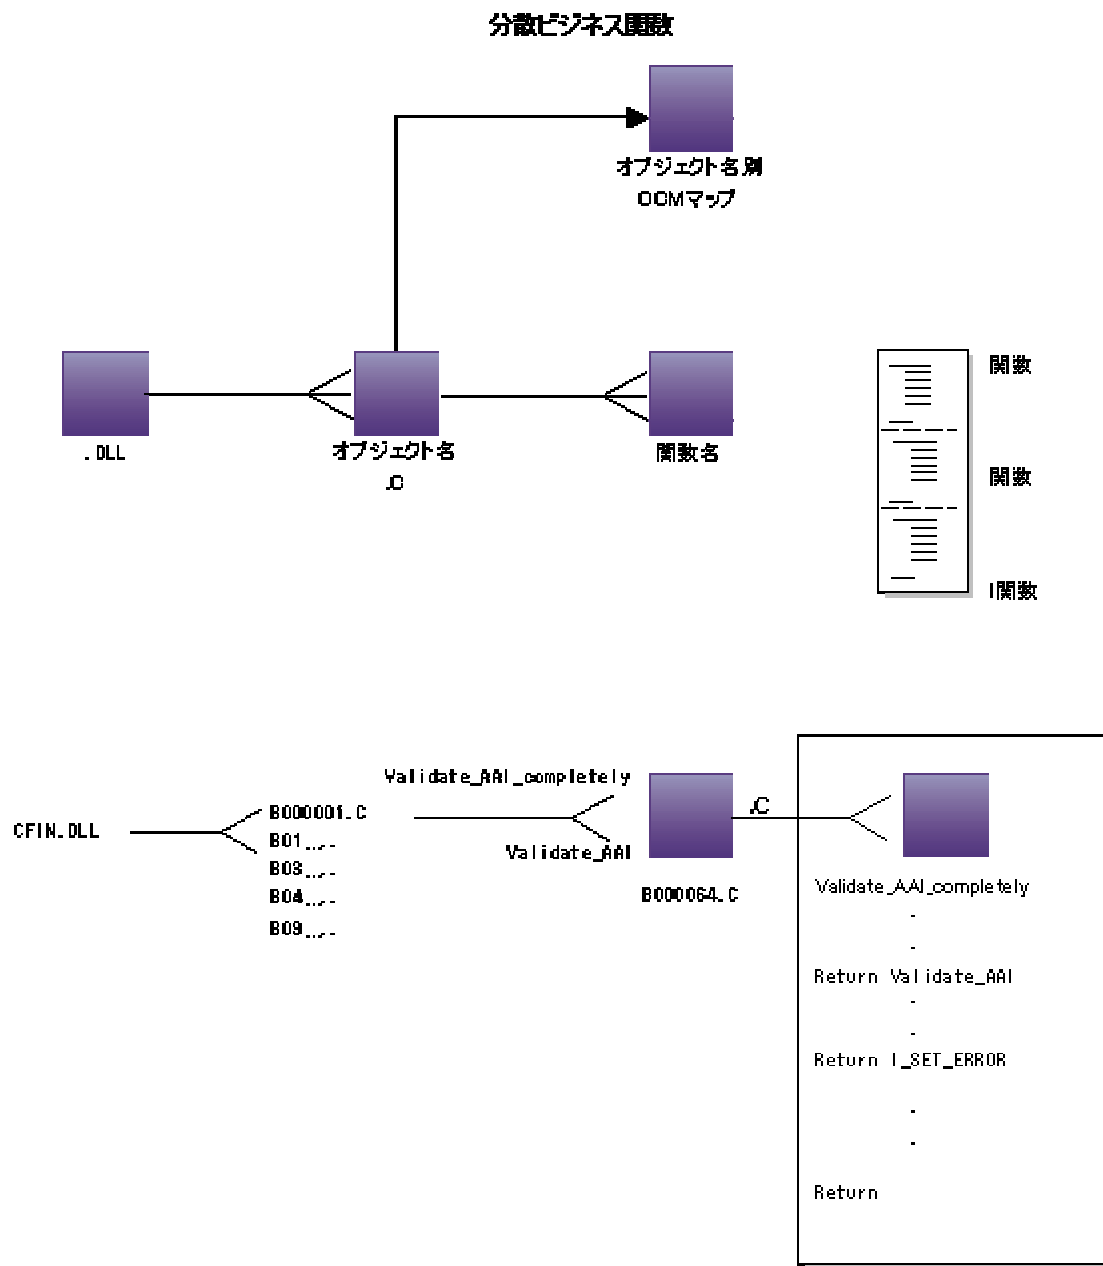 分散ビジネス関数
オブジェクト名別
OCMマップ
.DLL
オブジェクト名
.C
関数名
関数
関数
I関数
CFIN.DLL
B000001.C
B01....
B03....
B04....
B09....
Validate_AAI_completely
Validate_AAI
B000064.C
.C
Validate_AAI_completely
.
.
Return Validate_AAI
.
.
Return I_SET_ERROR
.
.
Return